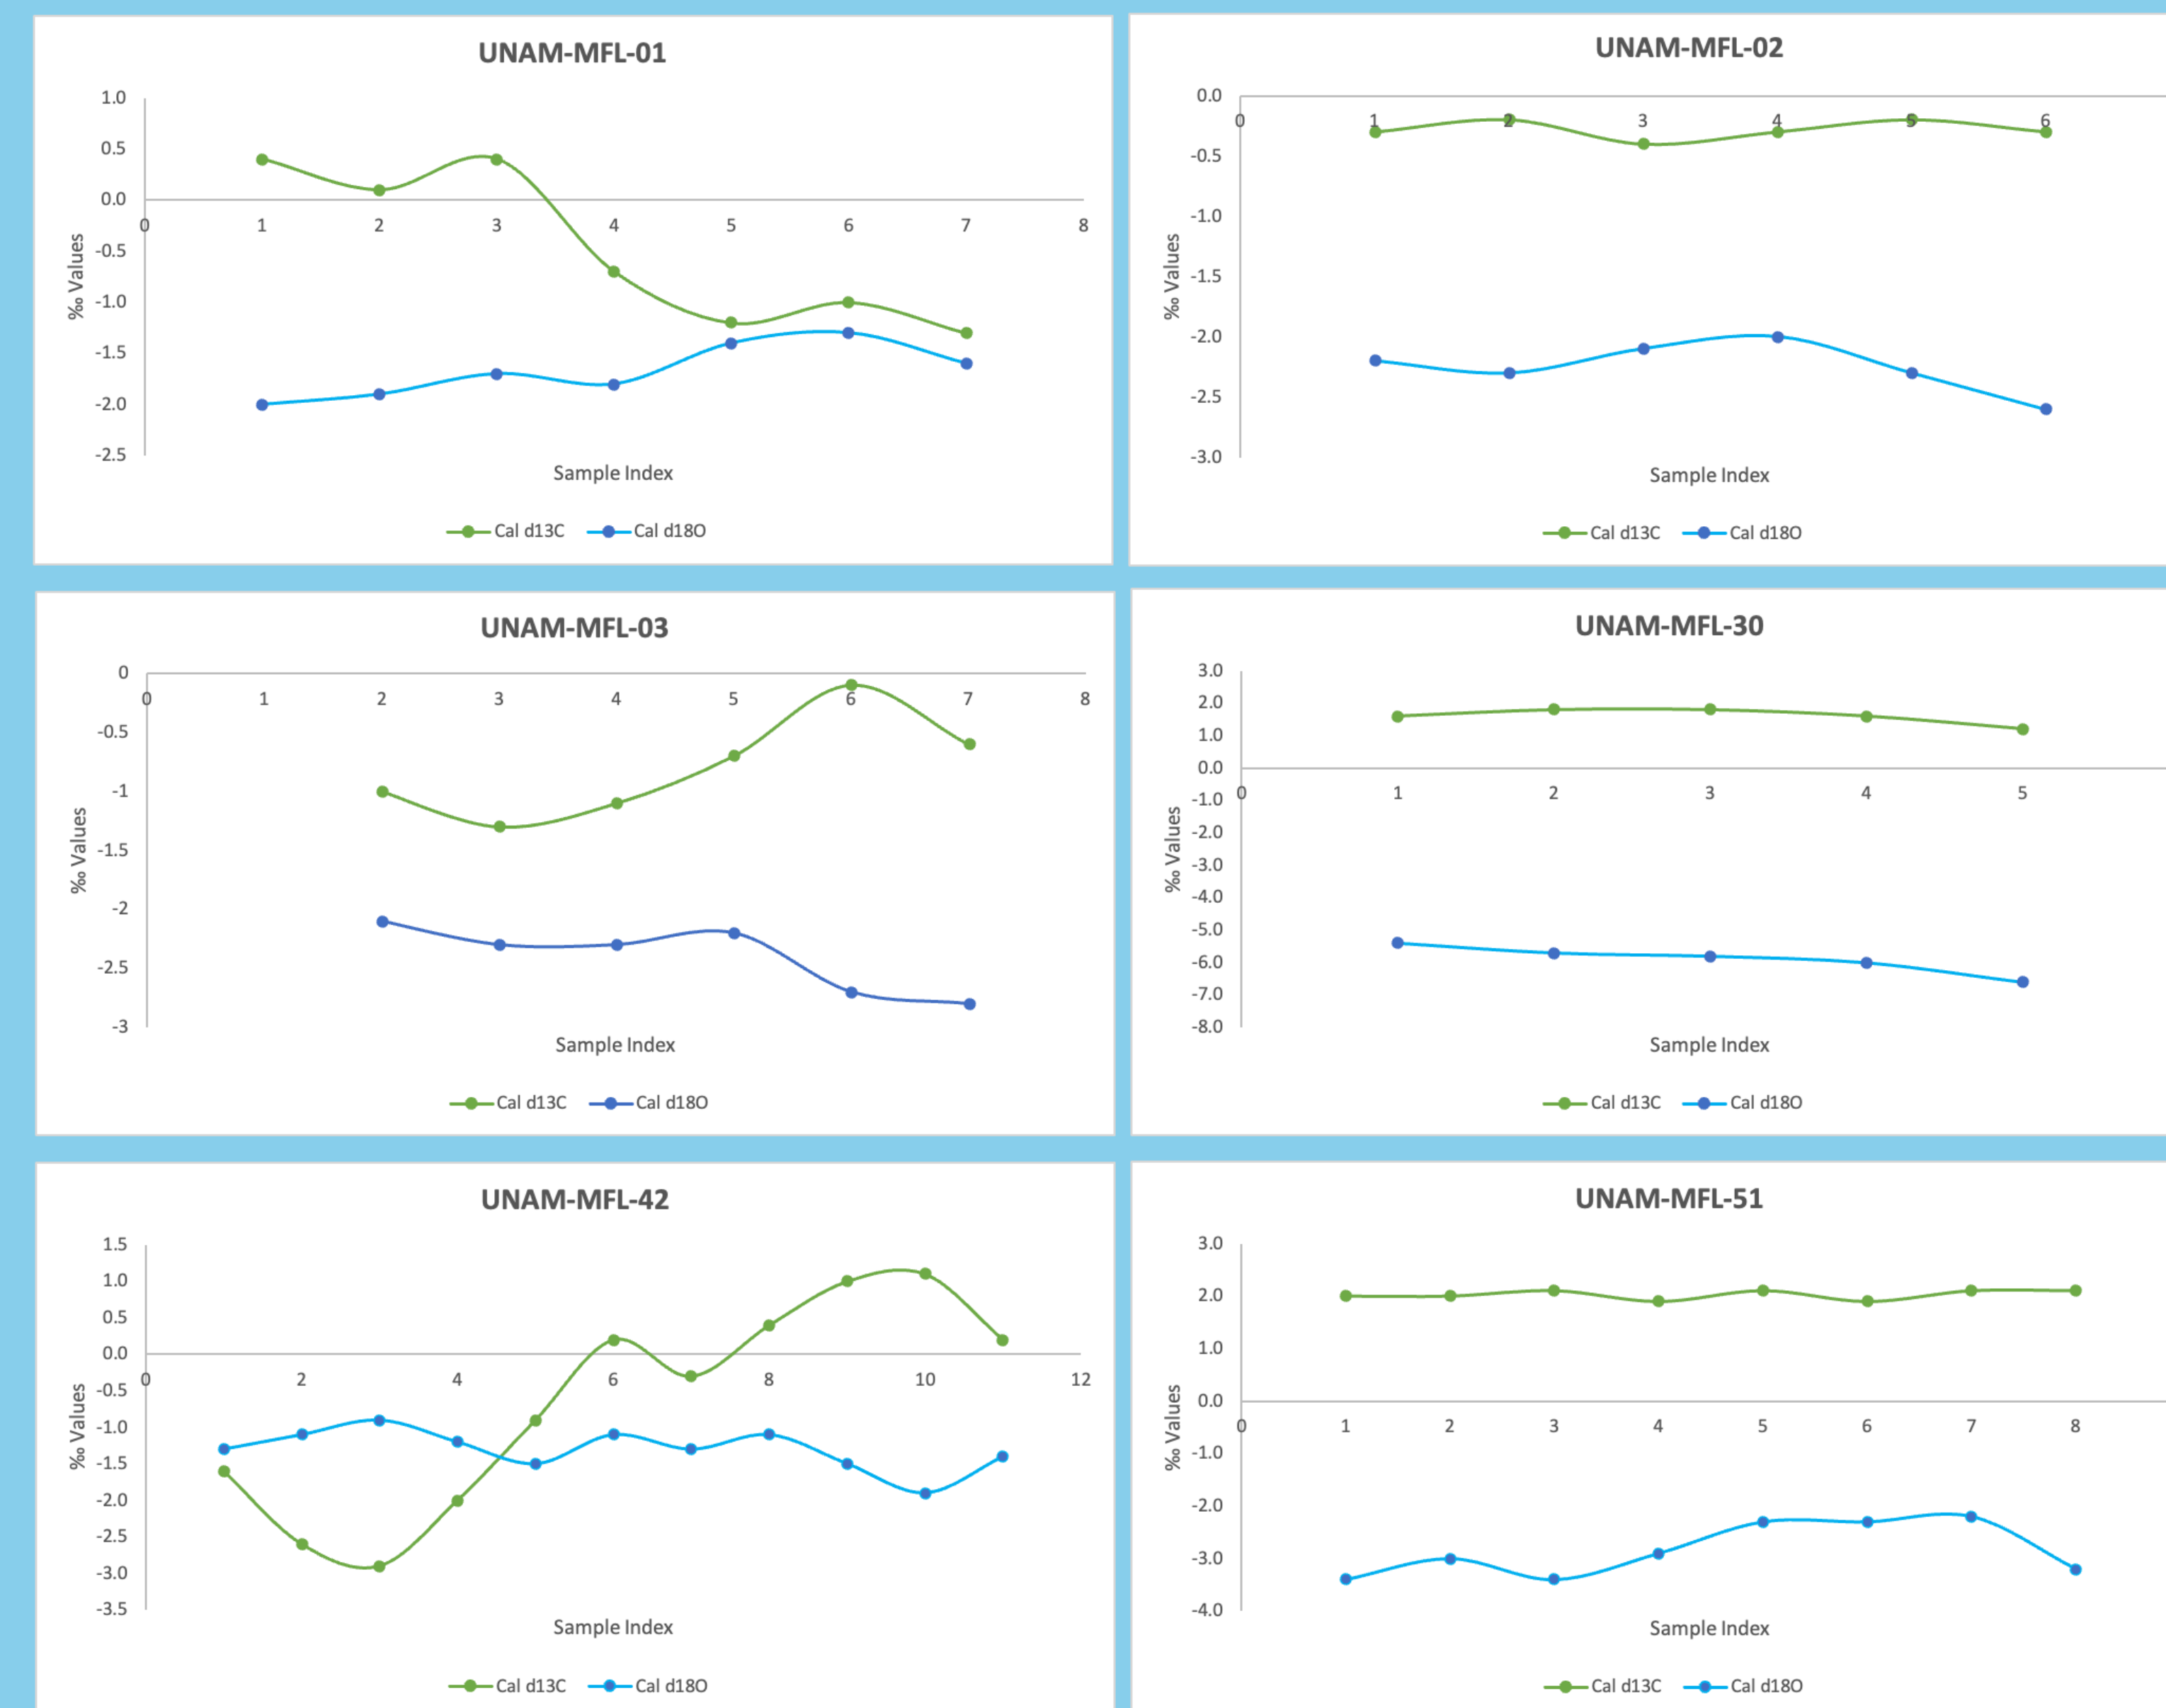 UNAM-MFL-01
1.0
0.5
0.0
-0.5
-1.0
-1.5
-2.0
-2.5
0 1 2 3 4 5 6 7 8
‰ Values
Sample Index
Cal d13C Cal d18O
UNAM-MFL-02
0.0
-0.5
-1.0
-1.5
-2.0
-2.5
-3.0
0 1 2 3 4 5 6
‰ Values
Sample Index
Cal d13C Cal d18O
UNAM-MFL-03
0
-0.5
-1
-1.5
-2
-2.5
-3
0 1 2 3 4 5 6 7 8
‰ Values
Sample Index
Cal d13C Cal d18O
UNAM-MFL-30
3.0
2.0
1.0
0.0
-1.0
-2.0
-3.0
-4.0
-5.0
-6.0
-7.0
-8.0
0 1 2 3 4 5
‰ Values
Sample Index
Cal d13C Cal d18O
UNAM-MFL-42
1.5
1.0
0.5
0.0
-0.5
-1.0
-1.5
-2.0
-2.5
-3.0
-3.5
0 2 4 6 8 10 12
‰ Values
Sample Index
Cal d13C Cal d18O
UNAM-MFL-51
3.0
2.0
1.0
0.0
-1.0
-2.0
-3.0
-4.0
0 1 2 3 4 5 6 7 8
‰ Values
Sample Index
Cal d13C Cal d18O